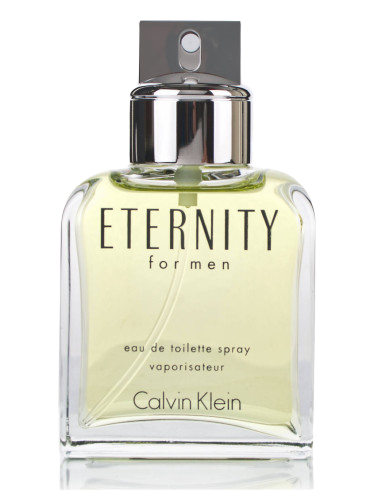 ETERNITY
for men
eau de toilette spray
vaporisateur
Calvin Klein